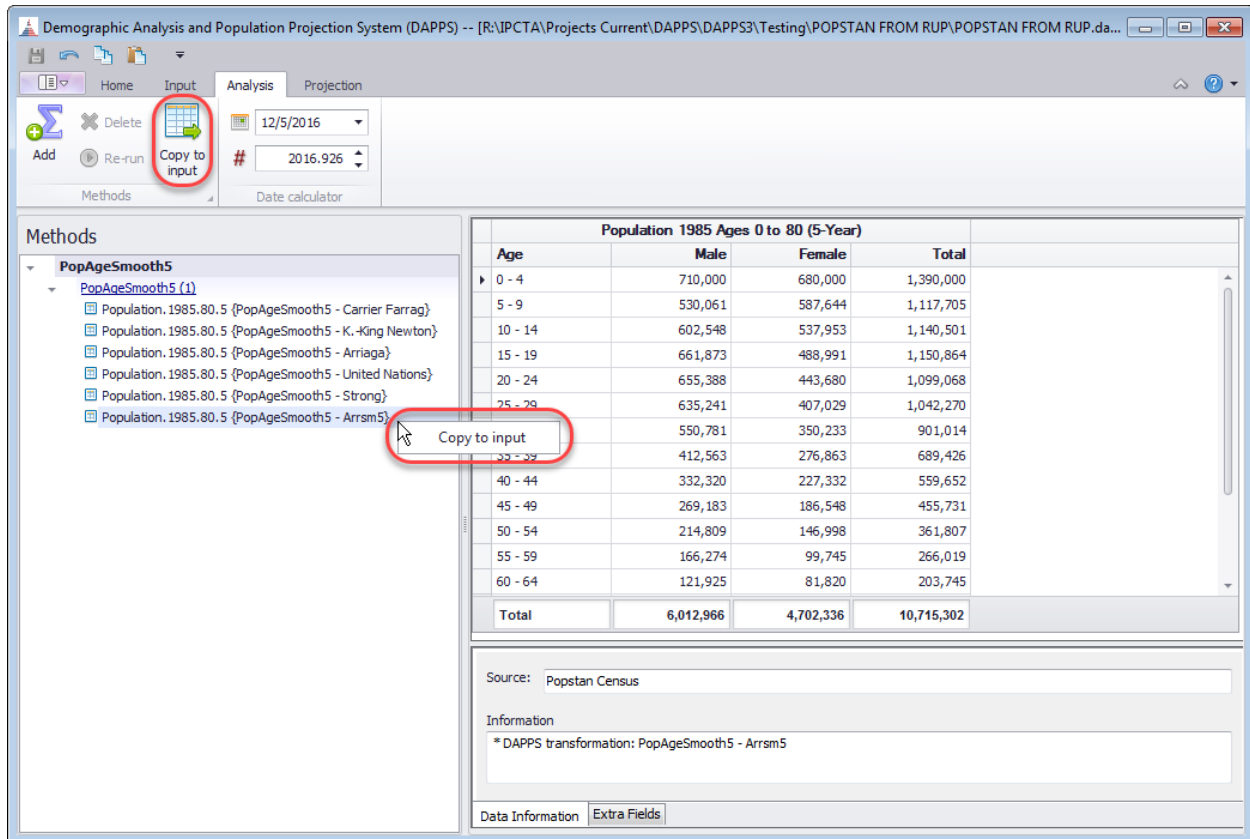 Demographic Analysis and Population Projection System (DAPPS) -- [R:\IPCTA\Projects Current\DAPPS\DAPPS3\Testing\POPSTAN FROM RUP\POPSTAN FROM RUP.da...
Home Input Analysis Projection
Delete 12/5/2016
Add Re-run Copy to input # 2016.926
Methods Date calculator
Methods
PopAgeSmooth5
PopAgeSmooth5 (1)
Population.1985.80.5 {PopAgeSmooth5 - Carrier Farrag}
Population.1985.80.5 {PopAgeSmooth5 - K.-King Newton}
Population.1985.80.5 {PopAgeSmooth5 - Arriaga}
Population.1985.80.5 {PopAgeSmooth5 - United Nations}
Population.1985.80.5 {PopAgeSmooth5 - Strong}
Population.1985.80.5 {PopAgeSmooth5 - Arrsm5}
Copy to input
Population 1985 Ages 0 to 80 (5-Year)
Age Male Female Total
0 - 4 710,000 680,000 1,390,000
5 - 9 530,061 587,644 1,117,705
10 - 14 602,548 537,953 1,140,501
15 - 19 661,873 488,991 1,150,864
20 - 24 655,388 443,680 1,099,068
25 - 29 635,241 407,029 1,042,270
550,781 350,233 901,014
35 - 39 412,563 276,863 689,426
40 - 44 332,320 227,332 559,652
45 - 49 269,183 186,548 455,731
50 - 54 214,809 146,998 361,807
55 - 59 166,274 99,745 266,019
60 - 64 121,925 81,820 203,745
Total 6,012,966 4,702,336 10,715,302
Source: Popstan Census
Information
* DAPPS transformation: PopAgeSmooth5 - Arrsm5
Data Information Extra Fields